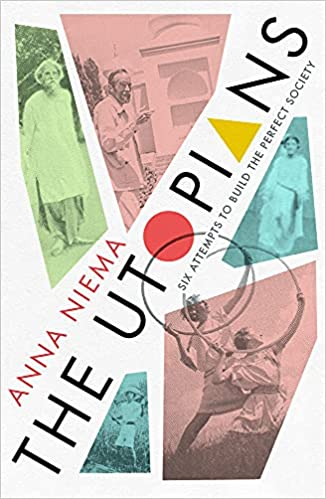 ANNA NIEMA
THE UTOPIANS
SIX ATTEMPTS TO BUILD THE PERFECT SOCIETY